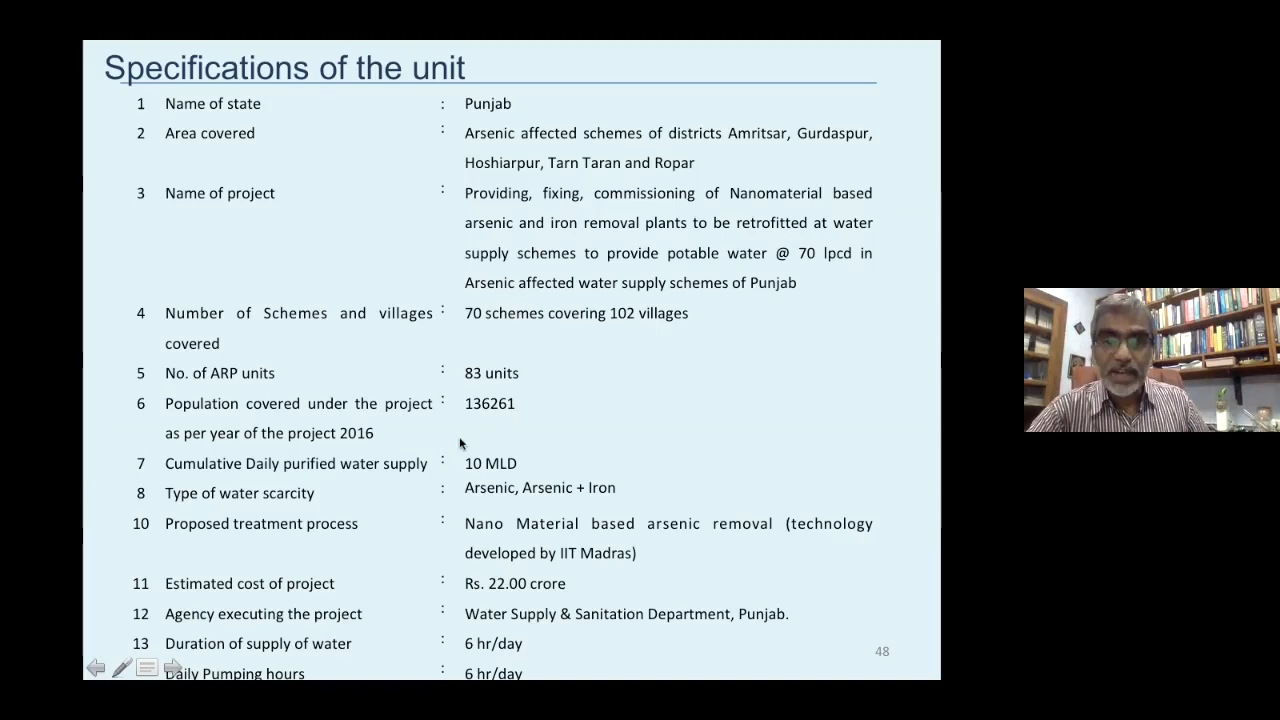 Specifications of the unit
1 Name of state : Punjab
2 Area covered : Arsenic affected schemes of districts Amritsar, Gurdaspur,
Hoshiarpur, Tarn Taran and Ropar
3 Name of project : Providing, fixing, commissioning of Nanomaterial based
arsenic and iron removal plants to be retrofitted at water
supply schemes to provide potable water @ 70 lpcd in
Arsenic affected water supply schemes of Punjab
4 Number of Schemes and villages : 70 schemes covering 102 villages
covered
5 No. of ARP units : 83 units
6 Population covered under the project : 136261
as per year of the project 2016
7 Cumulative Daily purified water supply : 10 MLD
8 Type of water scarcity : Arsenic, Arsenic + Iron
10 Proposed treatment process : Nano Material based arsenic removal (technology
developed by IIT Madras)
11 Estimated cost of project : Rs. 22.00 crore
12 Agency executing the project : Water Supply & Sanitation Department, Punjab.
13 Duration of supply of water : 6 hr/day
48
Daily Pumping hours : 6 hr/day